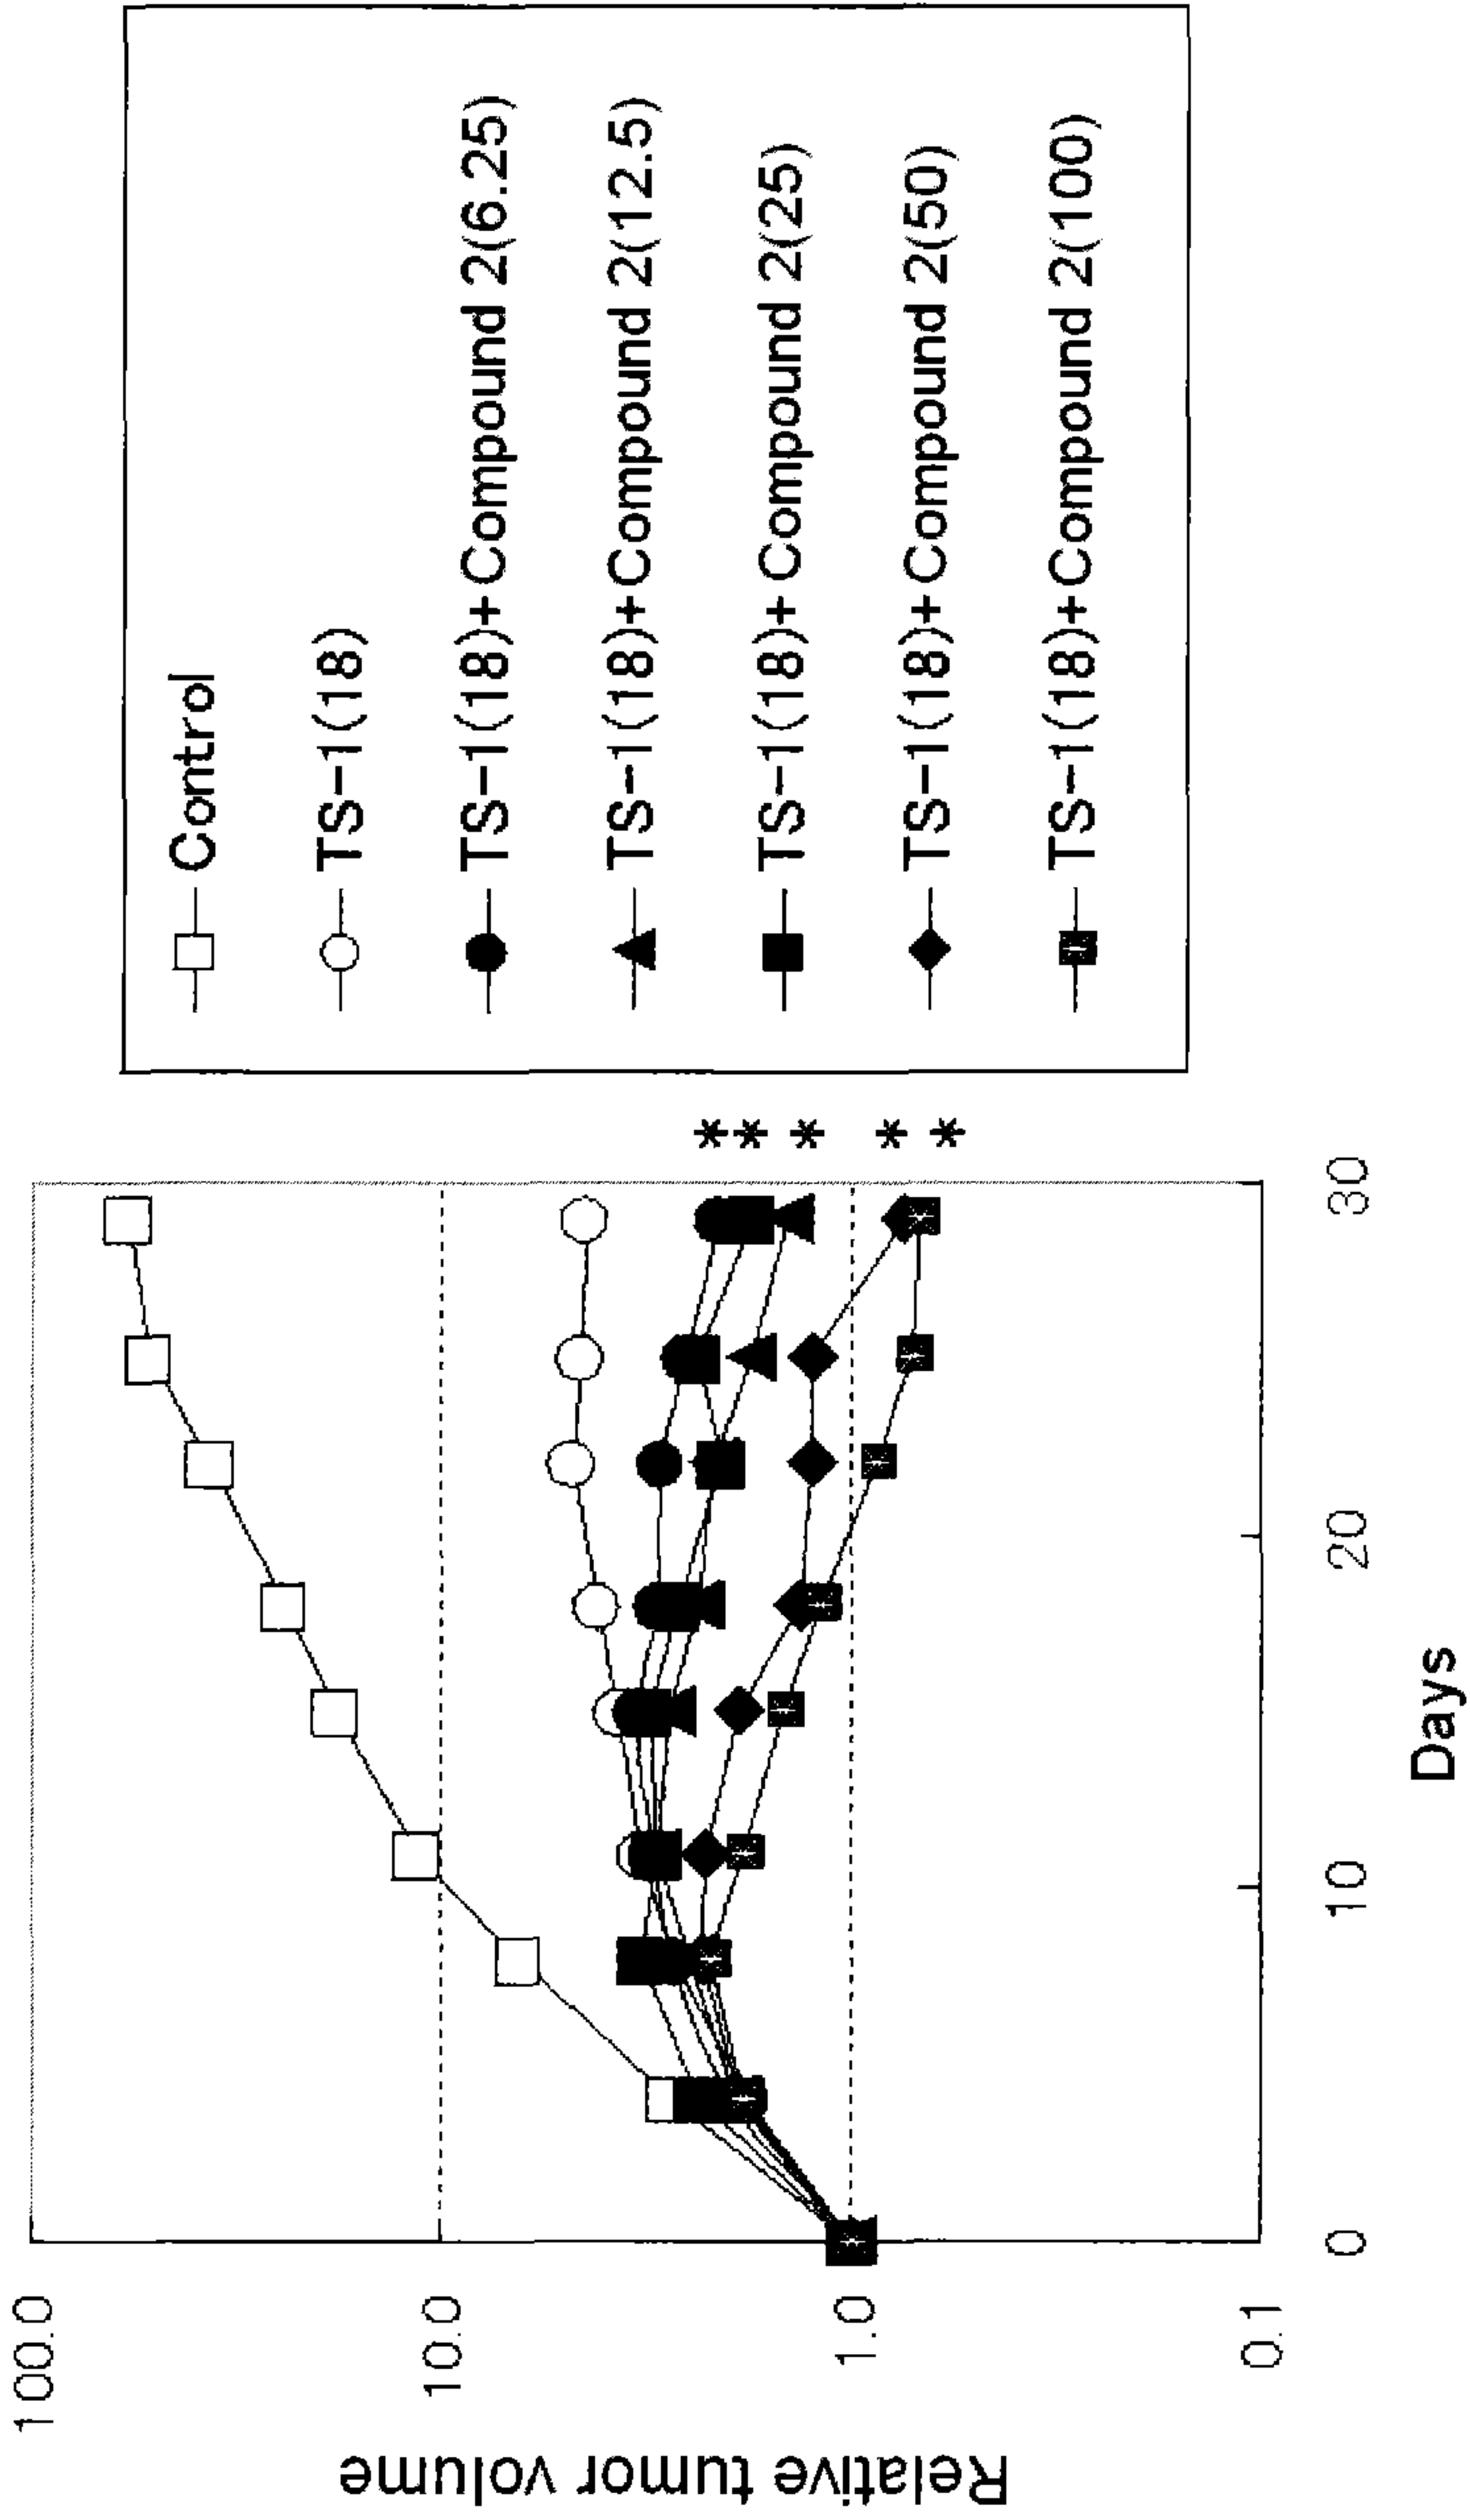 Relative tumor volume
100.0
10.0
1.0
0.1
0
10
20
30
Days
*
*
*
*
*
Control
TS-1(18)
TS-1(18)+Compound 2(6.25)
TS-1(18)+Compound 2(12.5)
TS-1(18)+Compound 2(25)
TS-1(18)+Compound 2(50)
TS-1(18)+Compound 2(100)